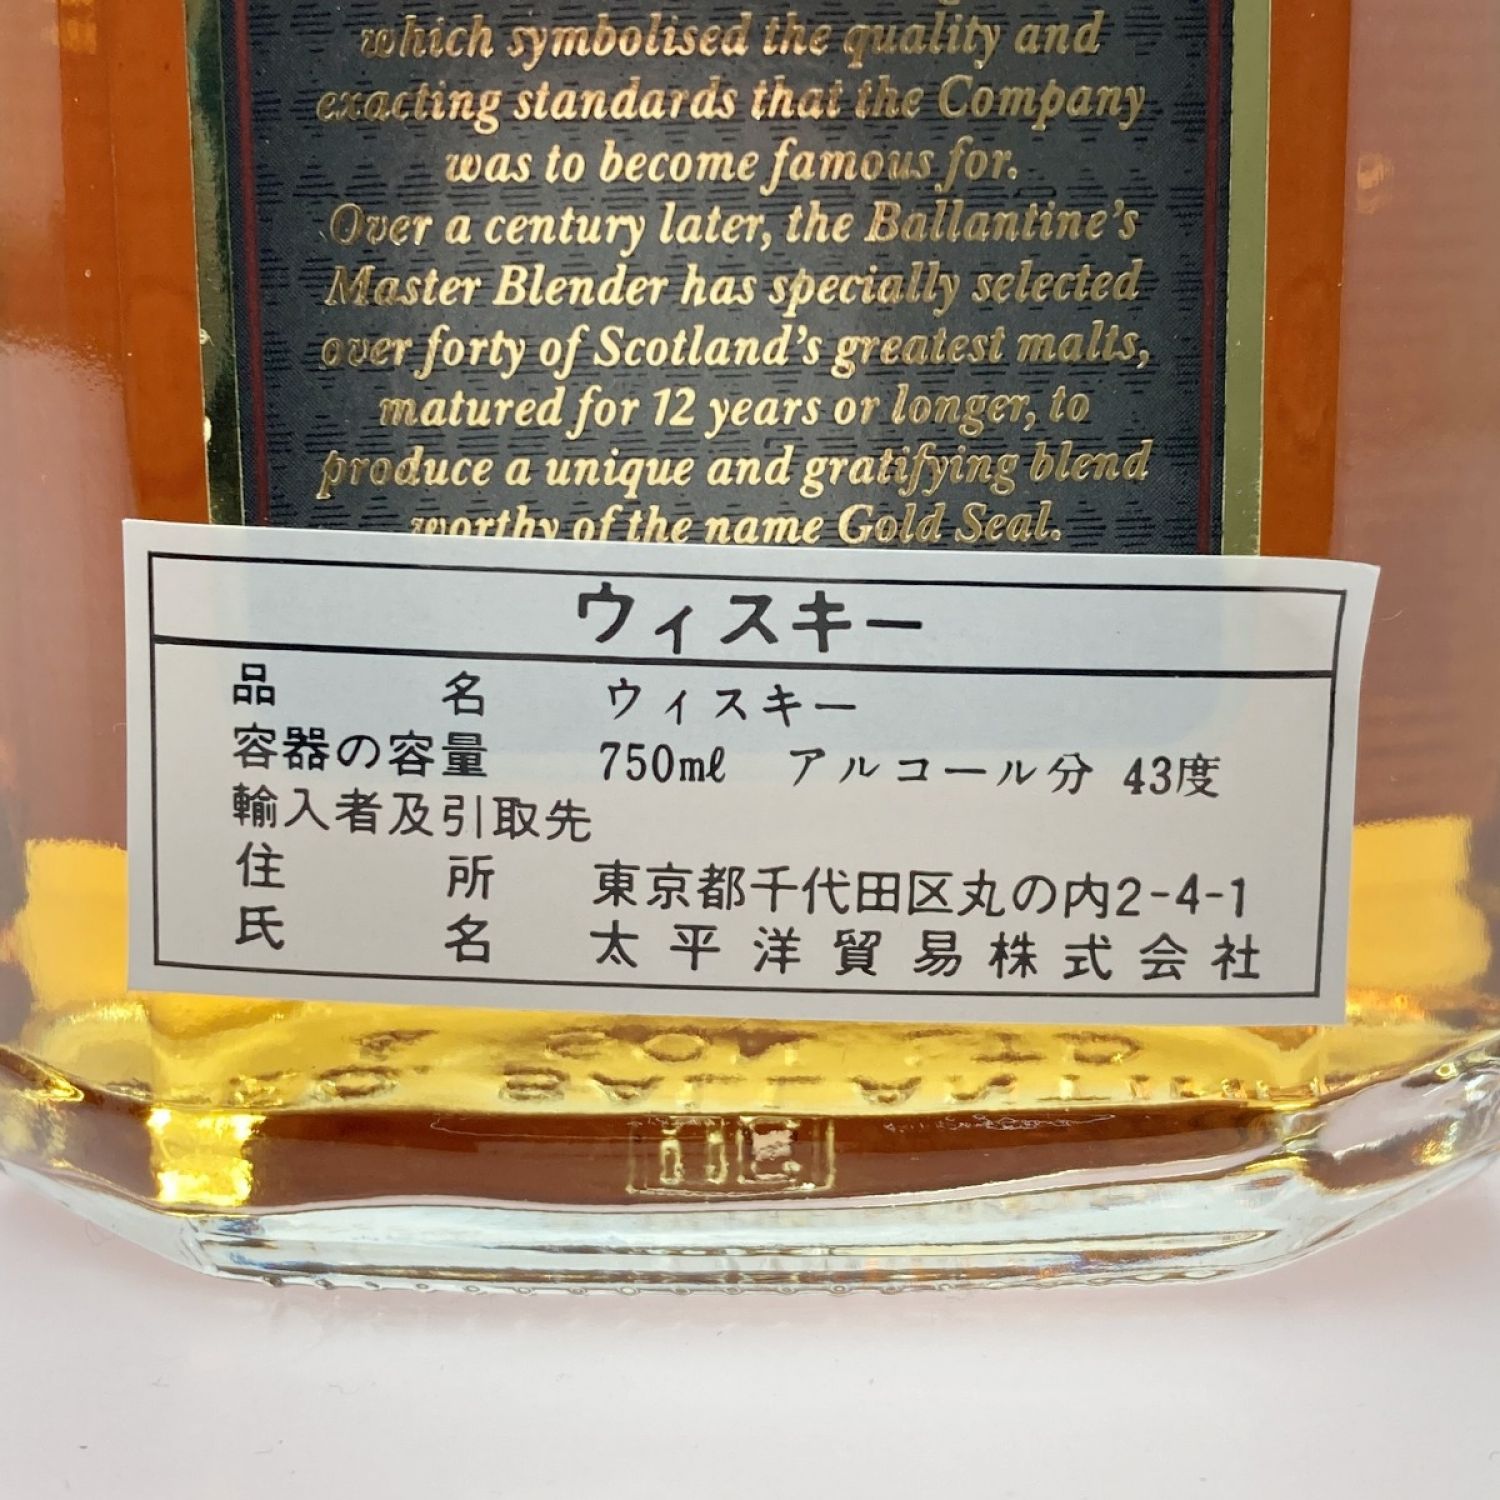 which symbolised the quality and
exacting standards that the Company
was to become famous for.
Over a century later, the Ballantine's
Master Blender has specially selected
over forty of Scotland's greatest malts,
matured for 12 years or longer, to
produce a unique and gratifying blend
worthy of the name Gold Seal.
ウィスキー
品名 ウィスキー
容器の容量 750mℓ アルコール分 43度
輸入者及引取先
住所 東京都千代田区丸の内2-4-1
氏名 太平洋貿易株式会社